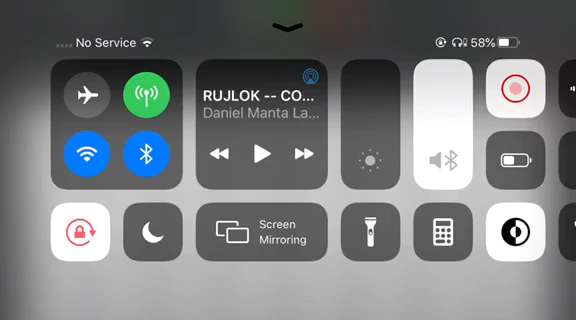 No Service
58%
RUJLOK -- CO...
Daniel Manta La...
Screen
Mirroring